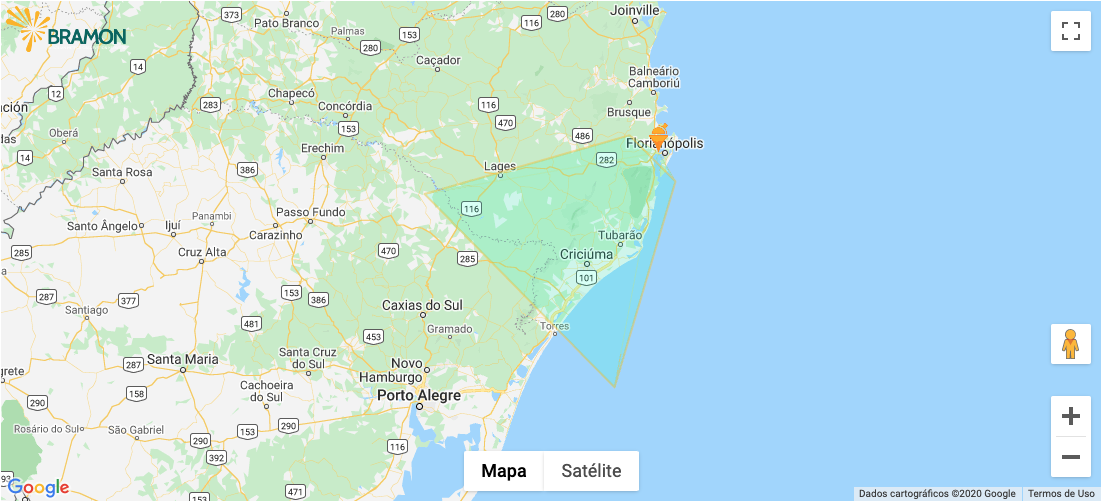 Joinville
280
116
373
Pato Branco
BRAMON
Palmas
153
280
14
Caçador
Balneário
Camboriú
12
Chapecó
283
Concórdia
116
Brusque
ción
153
470
486
Oberá
das
Erechim
Florianópolis
14
282
Lages
386
Santa Rosa
116
Passo Fundo
Panambi
Santo Ângelo
Ijuí
Carazinho
Tubarão
285
Cruz Alta
470
285
Criciúma
101
287
377
153
386
Santiago
Caxias do Sul
481
Gramado
Torres
453
Santa Maria
287
Santa Cruz
do Sul
Novo
Hamburgo
grete
287
158
Cachoeira
do Sul
Porto Alegre
290
Rosário do Sul
São Gabriel
290
153
290
116
392
293
Mapa
Satélite
Google
471
Dados cartográficos ©2020 Google
Termos de Uso